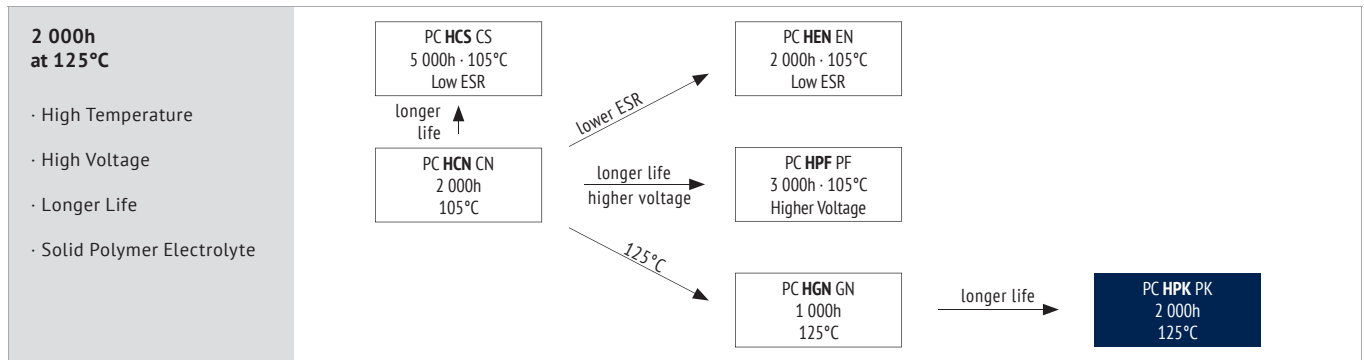 2 000h
at 125°C
· High Temperature
· High Voltage
· Longer Life
· Solid Polymer Electrolyte
PC HCS CS
5 000h · 105°C
Low ESR
longer
life
PC HCN CN
2 000h
105°C
lower ESR
PC HEN EN
2 000h · 105°C
Low ESR
longer life
higher voltage
PC HPF PF
3 000h · 105°C
Higher Voltage
125°C
PC HGN GN
1 000h
125°C
longer life
PC HPK PK
2 000h
125°C